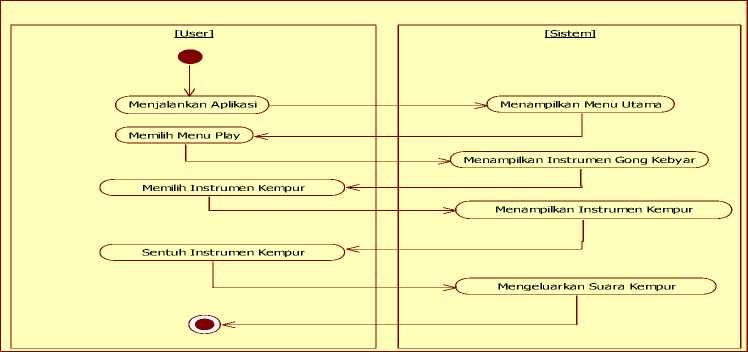 [User]
[Sistem]
Menjalankan Aplikasi
Menampilkan Menu Utama
Memilih Menu Play
Menampilkan Instrumen Gong Kebyar
Memilih Instrumen Kempur
Menampilkan Instrumen Kempur
Sentuh Instrumen Kempur
Mengeluarkan Suara Kempur